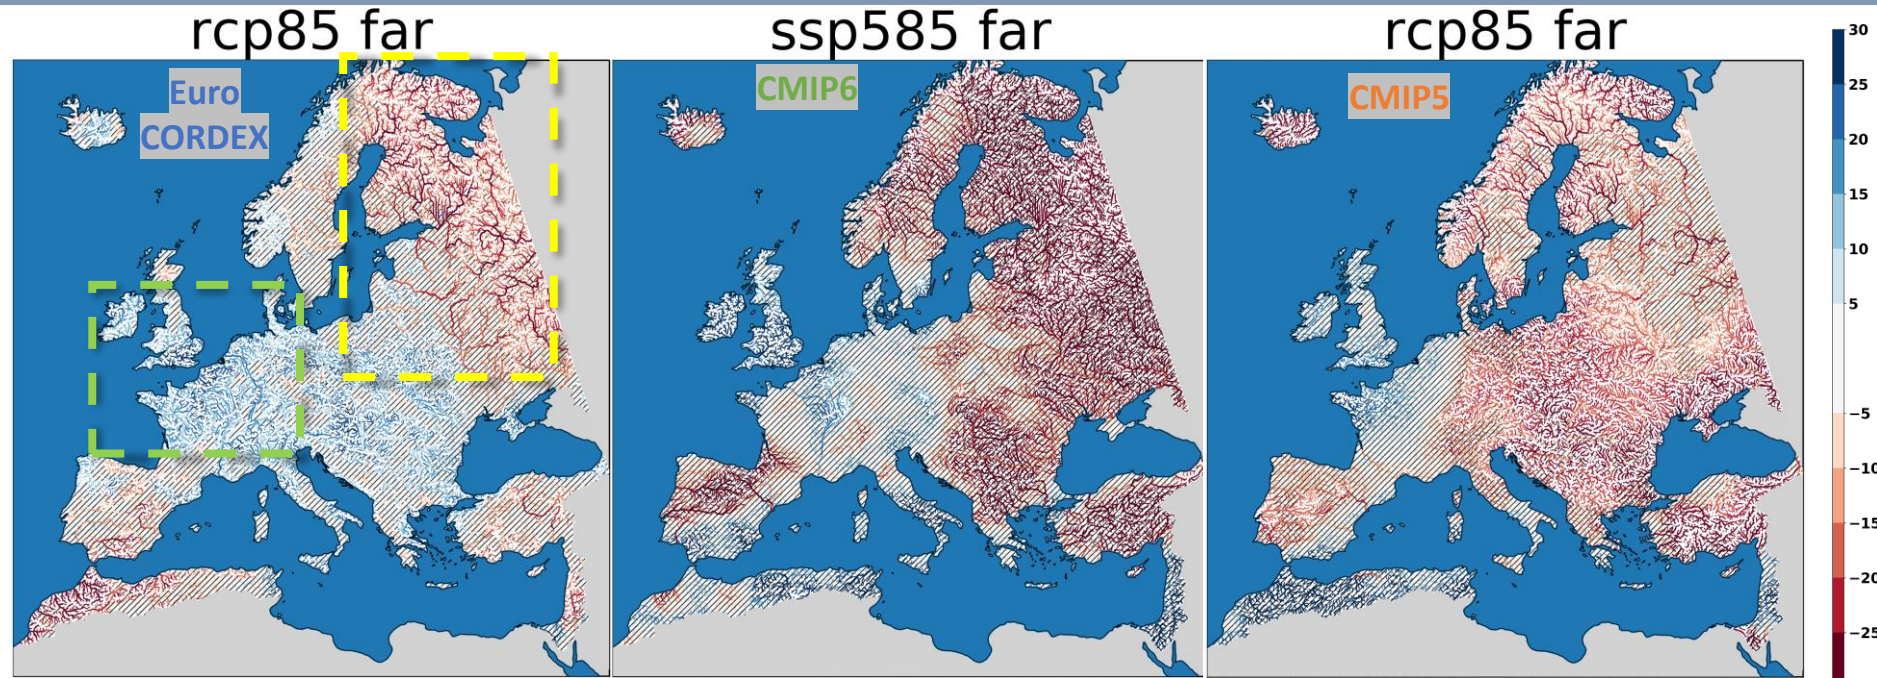 rcp85 far
ssp585 far
rcp85 far
Euro
CORDEX
CMIP6
CMIP5
30
25
20
15
10
5
−5
−10
−15
−20
−25